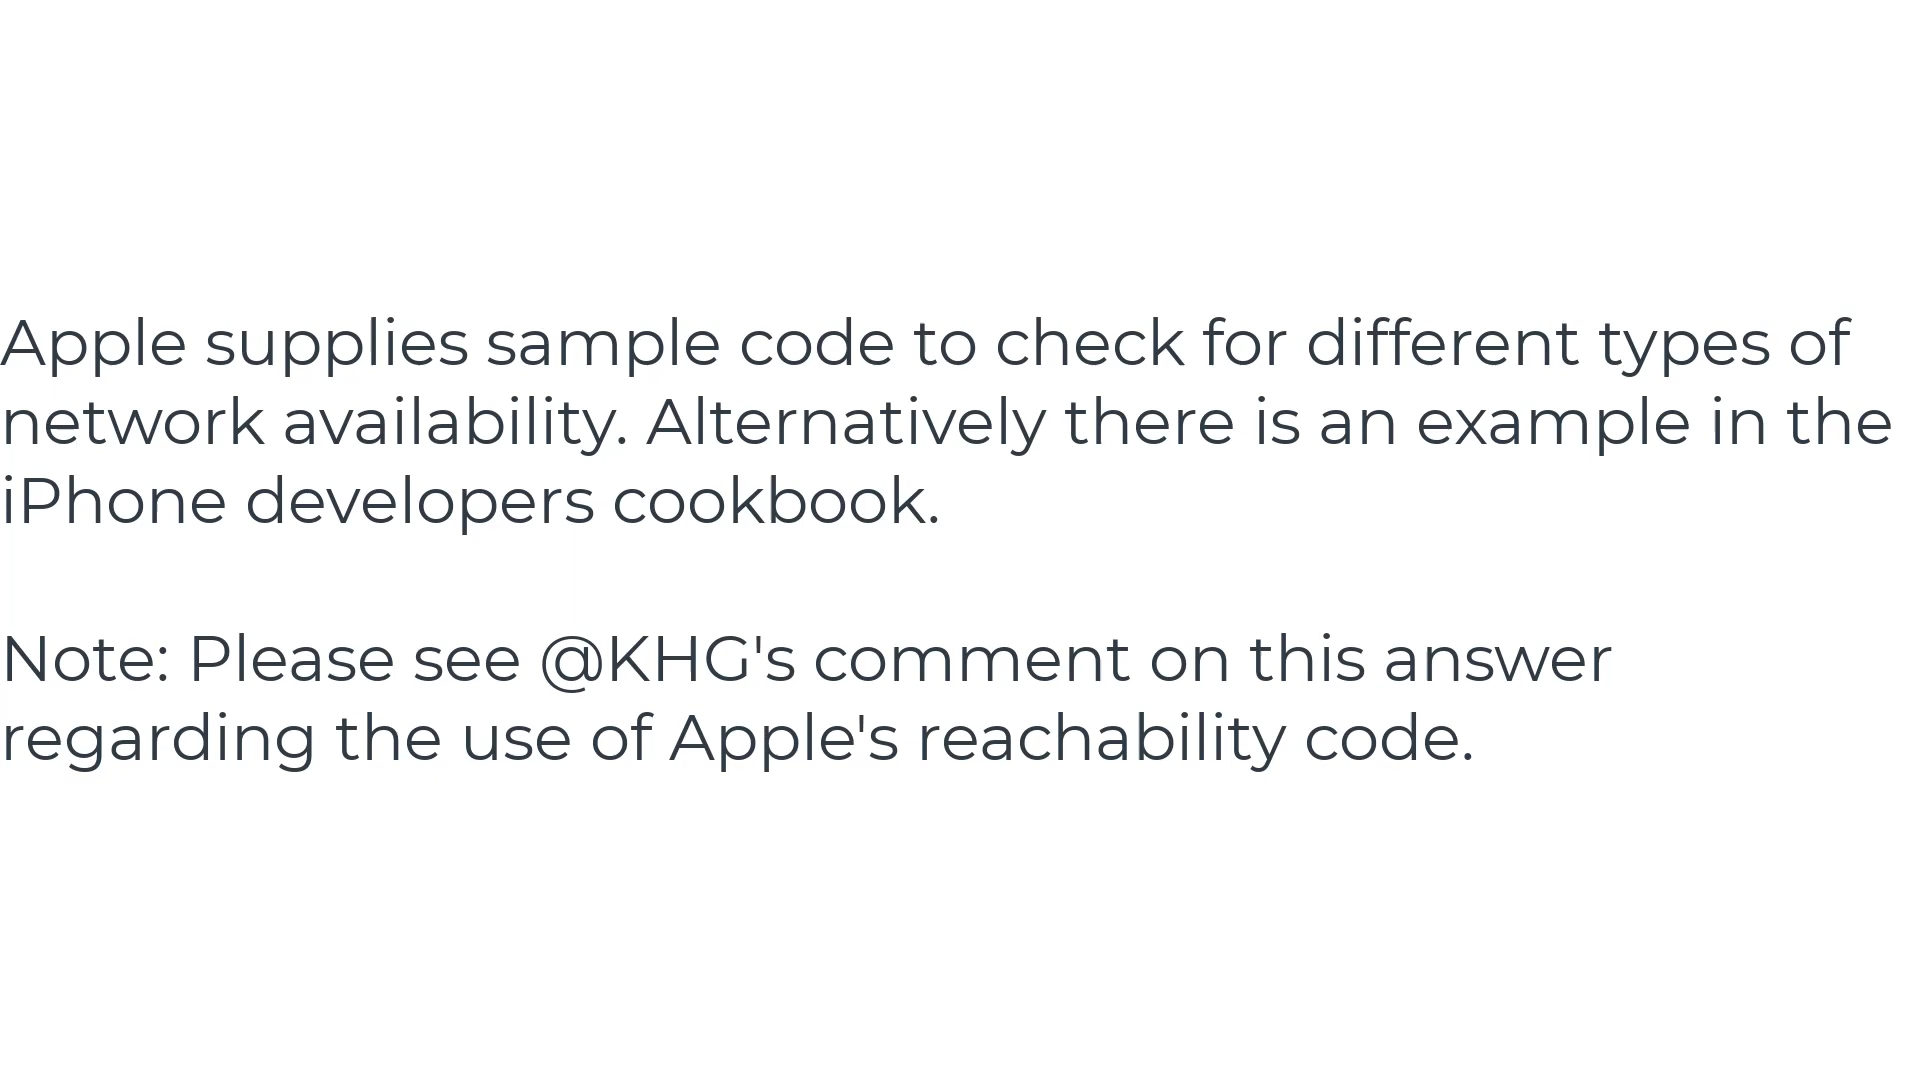 Apple supplies sample code to check for different types of
network availability. Alternatively there is an example in the
iPhone developers cookbook.
Note: Please see @KHG's comment on this answer
regarding the use of Apple's reachability code.